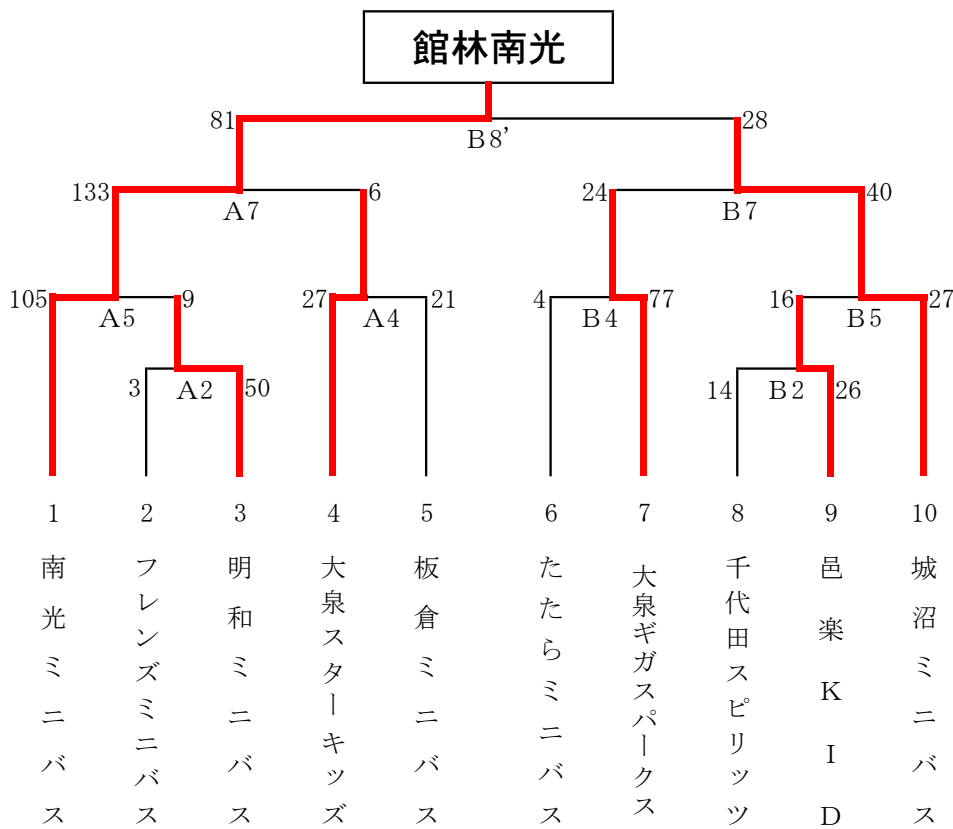 館林南光
81 28
B8'
133 6 24 40
A7 B7
105 9 27 21 4 77 16 27
A5 A4 B4 B5
3 50 14 26
A2 B2
1 2 3 4 5 6 7 8 9 10
南光ミニバス
フレンズミニバス
明和ミニバス
大泉スターキッズ
板倉ミニバス
たたらミニバス
大泉ギガスパークス
千代田スピリッツ
邑楽KID
城沼ミニバス